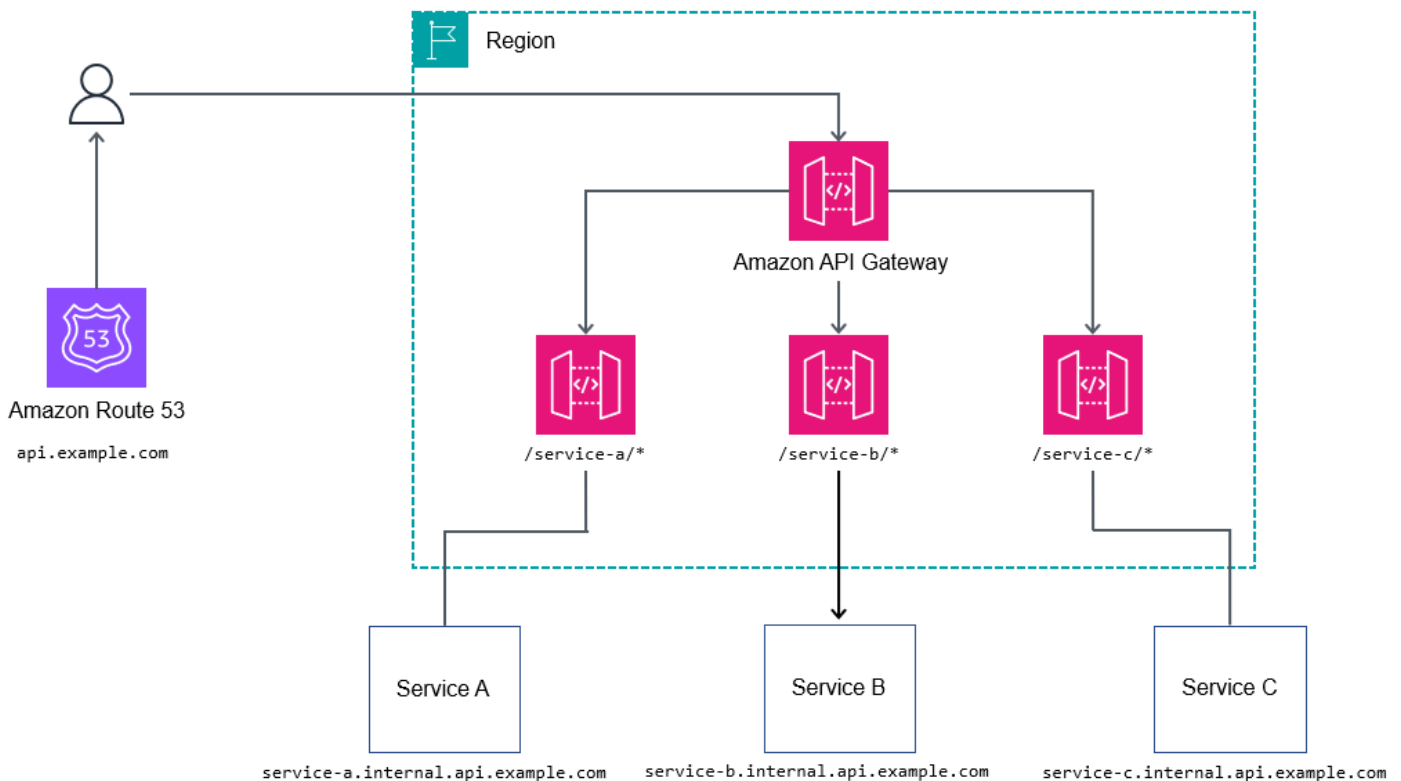 Region
</>
Amazon API Gateway
53
Amazon Route 53
api.example.com
</>
</>
</>
/service-a/*
/service-b/*
/service-c/*
Service A
Service B
Service C
service-a.internal.api.example.com
service-b.internal.api.example.com
service-c.internal.api.example.com